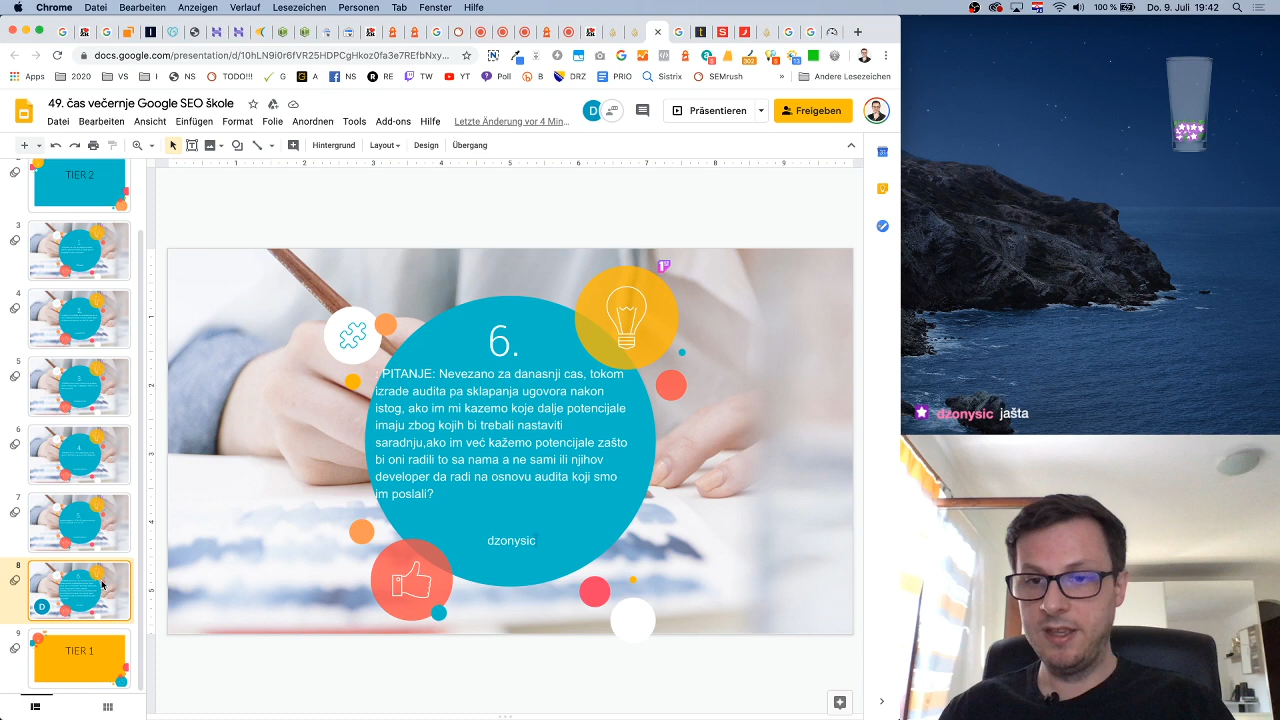 Chrome Datei Bearbeiten Anzeigen Verlauf Lesezeichen Personen Tab Fenster Hilfe 100 % Do. 9. Juli 19:42
docs.google.com/presentation/d/10hLN9i0r6fVR25HDPCgHkoz0fa3e7REfbNxy...
Apps 2020 VS NS TODO!!! G A NS RE TW YT Poll B DRZ PRIO Sistrix SEMrush » Andere Lesezeichen
49. čas večernje Google SEO škole
Datei Bearbeiten Ansicht Einfügen Format Folie Anordnen Tools Add-ons Hilfe Letzte Änderung vor 4 Min...
D
Präsentieren
Freigeben
Hintergrund Layout Design Übergang
TIER 2
3
4
5
6
7
8
D
9
TIER 1
6.
PITANJE: Nevezano za danasnji cas, tokom
izrade audita pa sklapanja ugovora nakon
istog, ako im mi kazemo koje dalje potencijale
imaju zbog kojih bi trebali nastaviti
saradnju,ako im već kažemo potencijale zašto
bi oni radili to sa nama a ne sami ili njihov
developer da radi na osnovu audita koji smo
im poslali?
dzonysic
dzonysic jašta